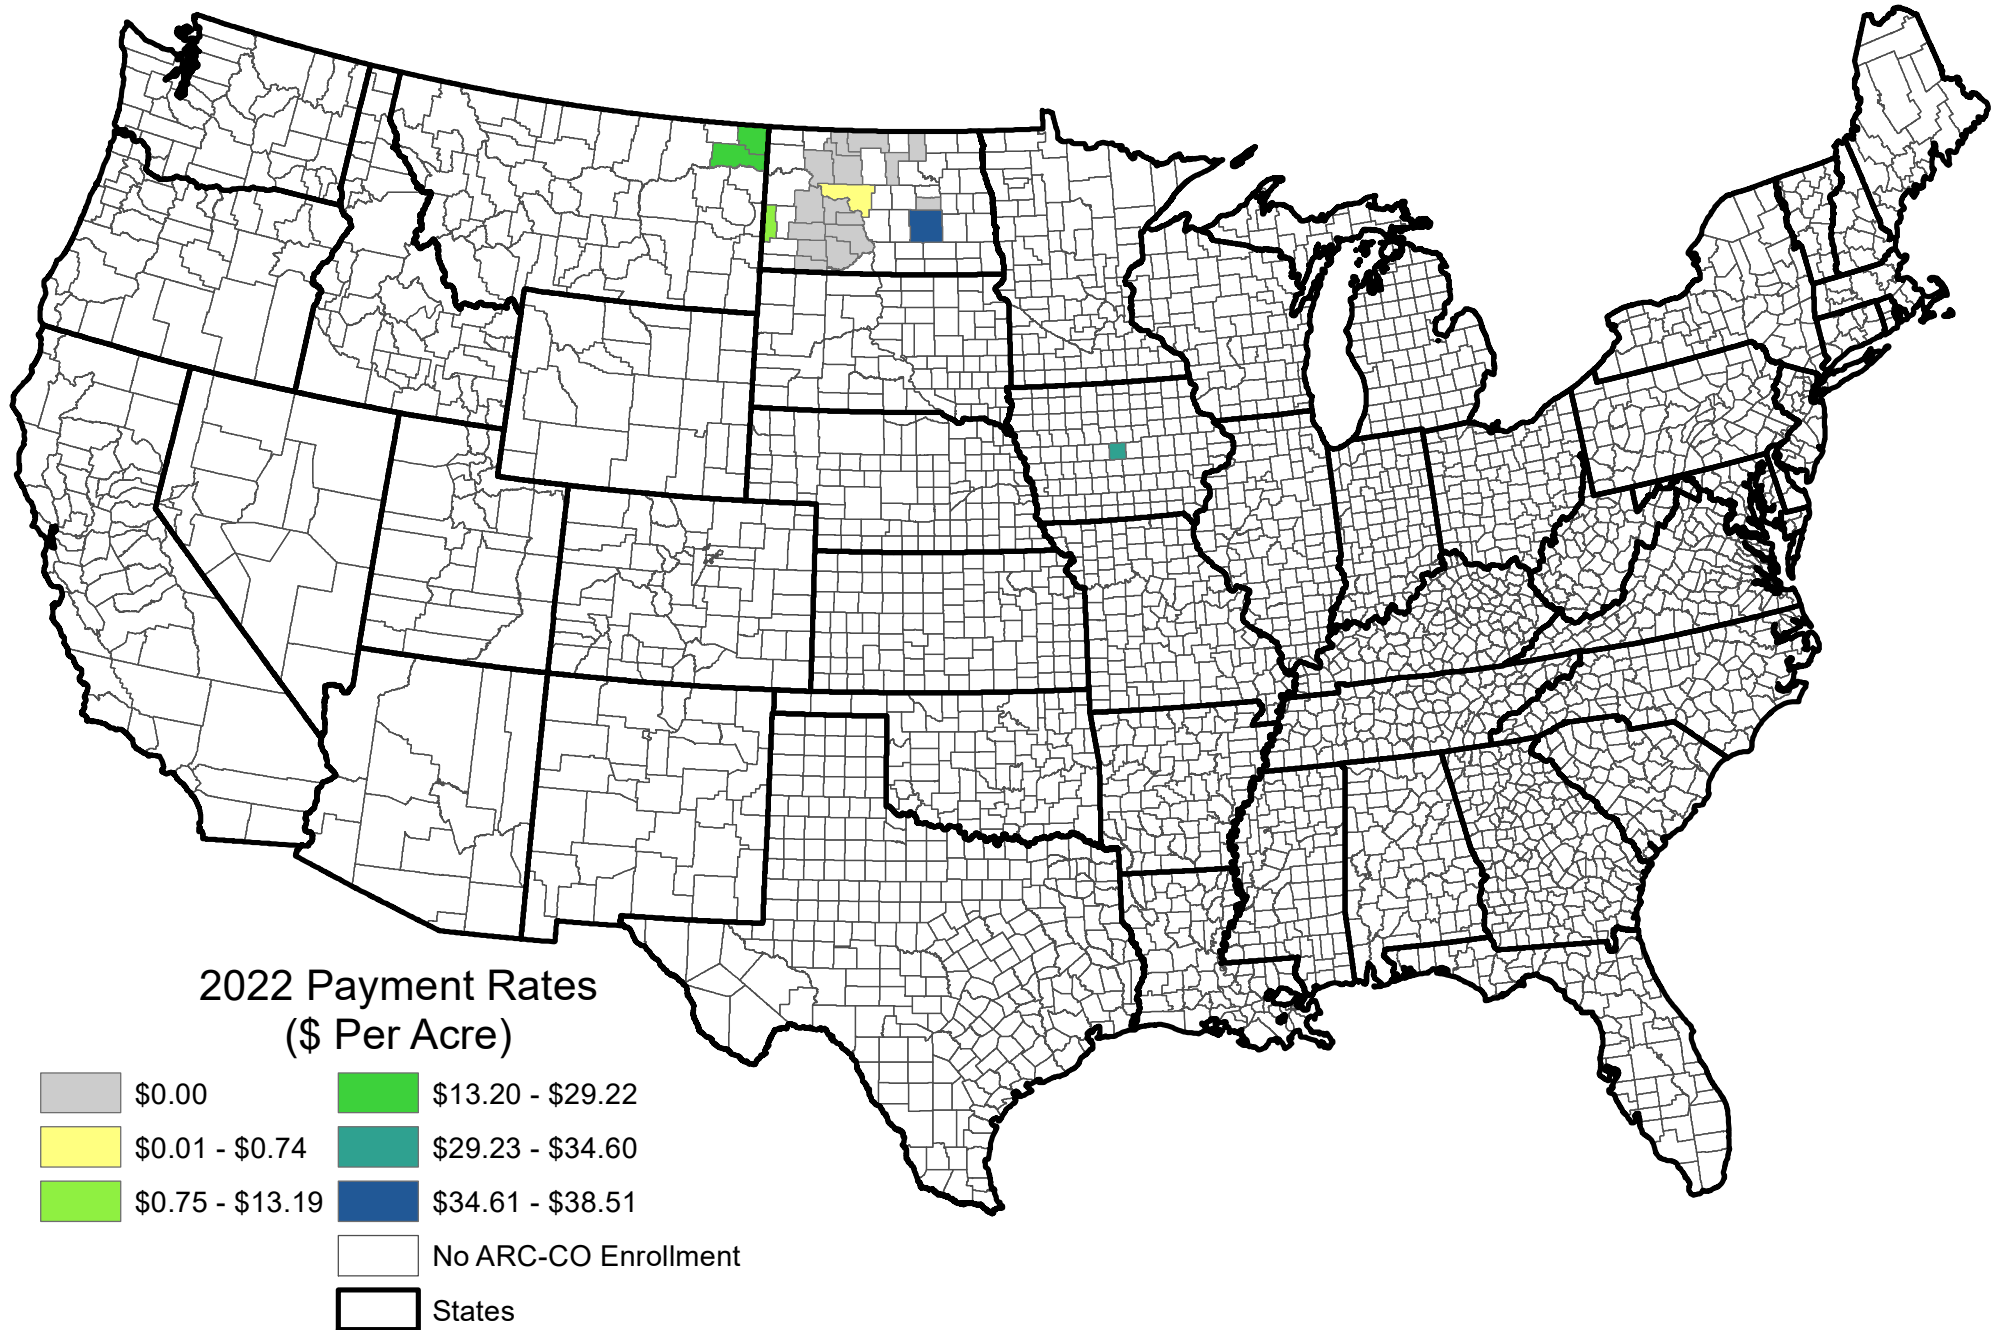 2022 Payment Rates
($ Per Acre)
$0.00
$0.01 - $0.74
$0.75 - $13.19
$13.20 - $29.22
$29.23 - $34.60
$34.61 - $38.51
No ARC-CO Enrollment
States